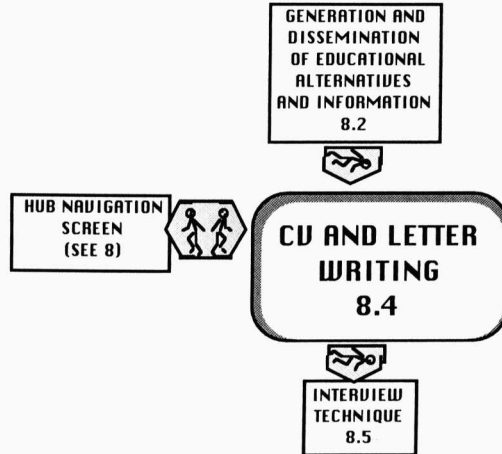 GENERATION AND
DISSEMINATION
OF EDUCATIONAL
ALTERNATIVES
AND INFORMATION
8.2
HUB NAVIGATION
SCREEN
(SEE 8)
CV AND LETTER
WRITING
8.4
INTERVIEW
TECHNIQUE
8.5